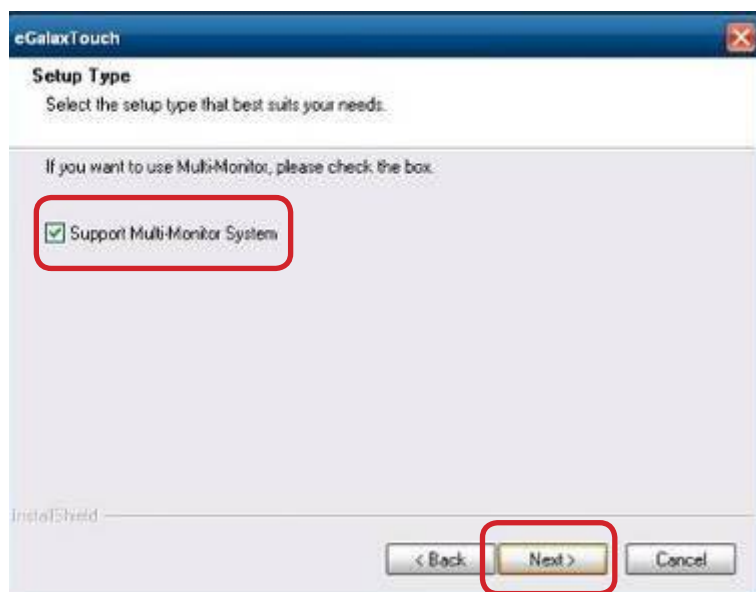 eGalaxTouch
Setup Type
Select the setup type that best suits your needs.
If you want to use Multi-Monitor, please check the box.
Support Multi-Monitor System
InstallShield
< Back Next > Cancel